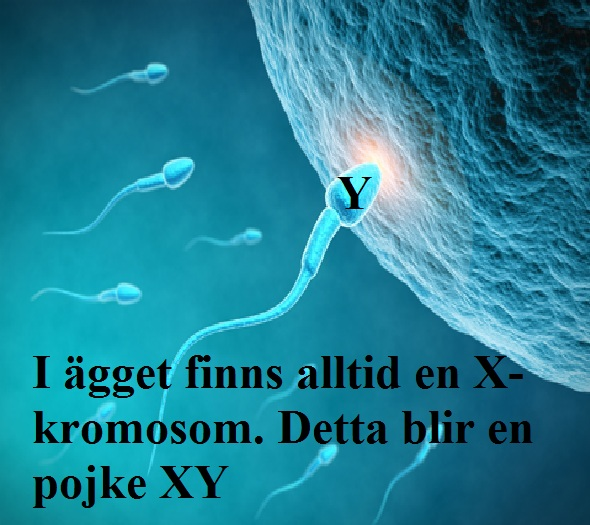 Y
I ägget finns alltid en X-
kromosom. Detta blir en
pojke XY